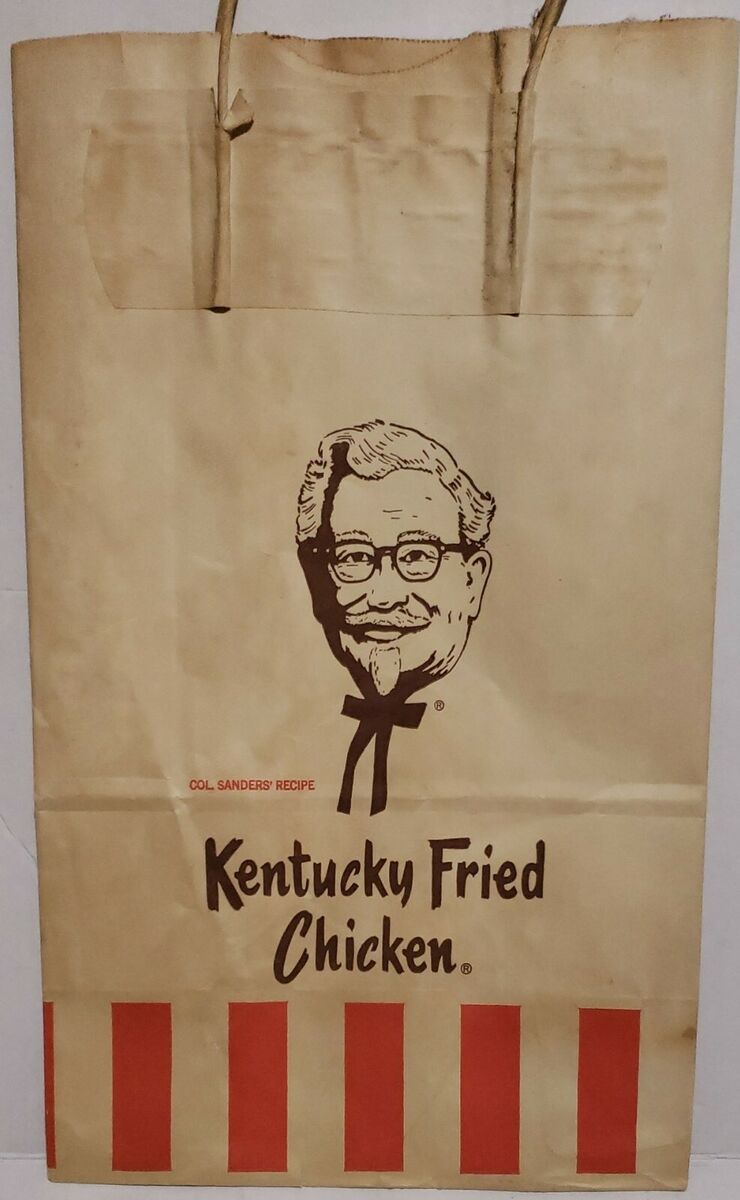 ®
COL. SANDERS' RECIPE
Kentucky Fried
Chicken®